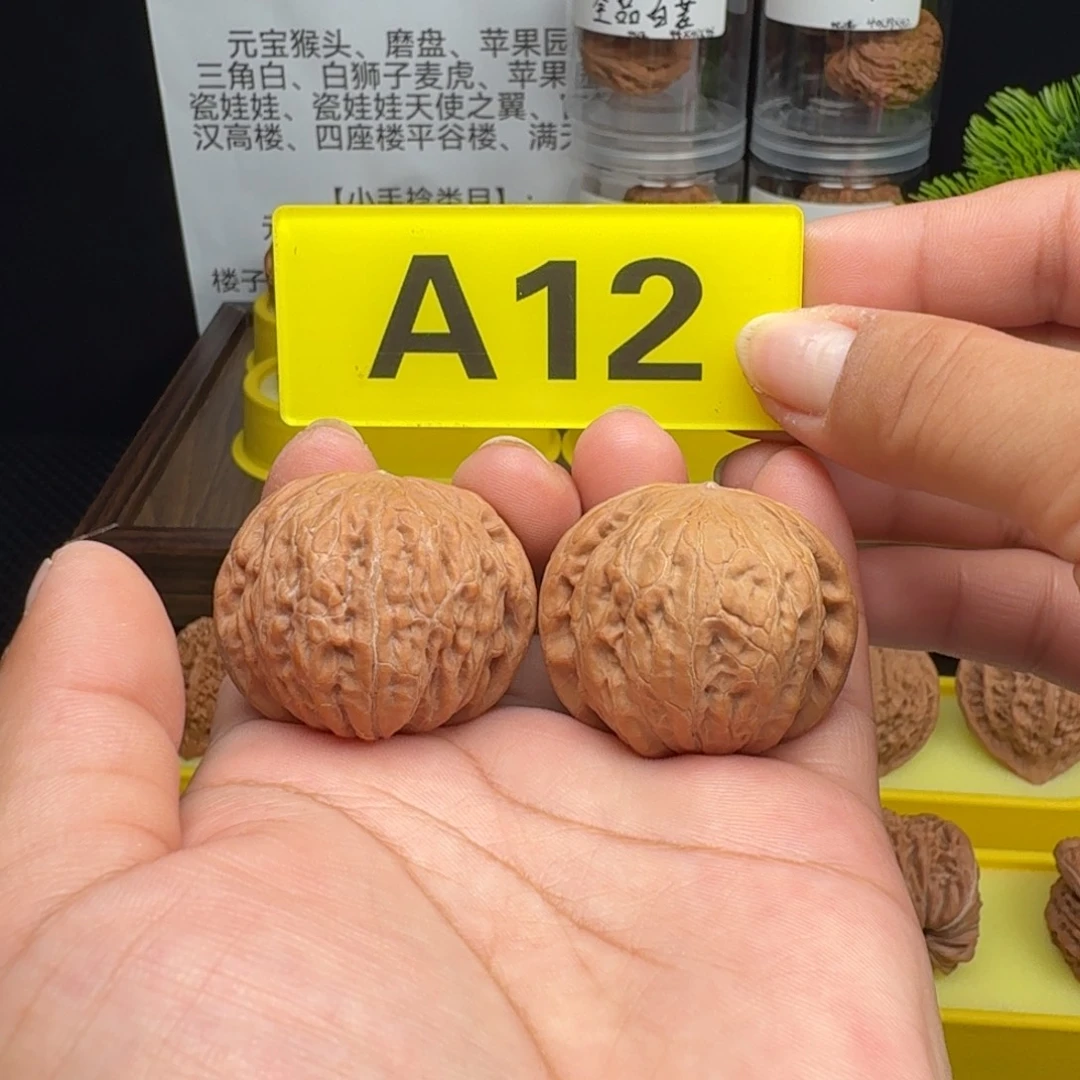 元宝猴头、磨盘、苹果园
三角白、白狮子麦虎、苹果
瓷娃娃、瓷娃娃天使之翼、
汉高楼、四座楼平谷楼、满天
【小手捻类目】：
楼子
A12